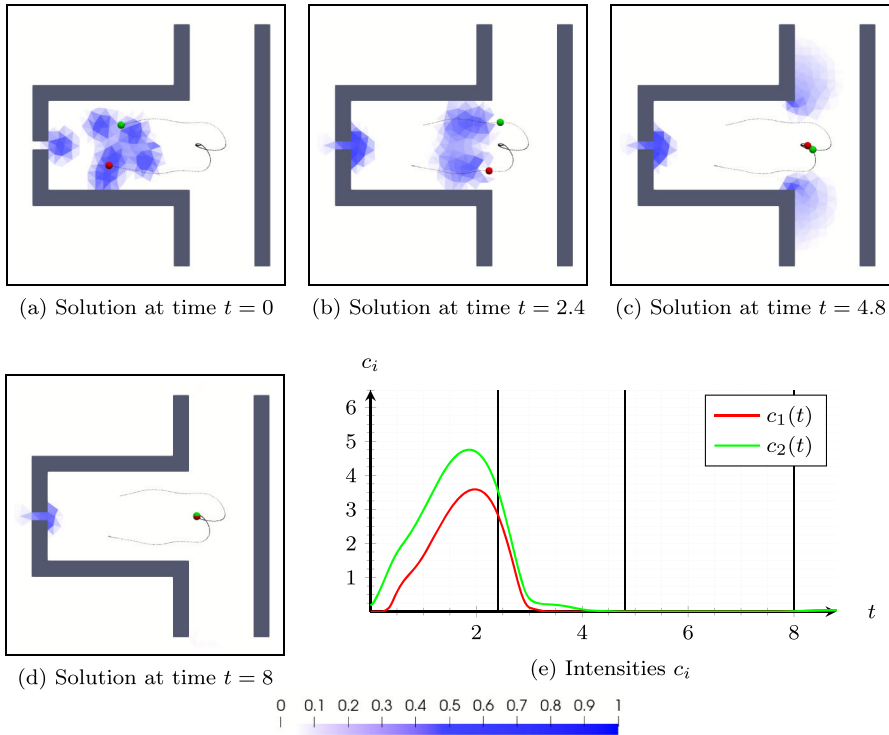 (a) Solution at time t = 0
(b) Solution at time t = 2.4
(c) Solution at time t = 4.8
(d) Solution at time t = 8
c_i
6
5
4
3
2
1
2 4 6 8
t
c_1(t)
c_2(t)
(e) Intensities c_i
0 0.1 0.2 0.3 0.4 0.5 0.6 0.7 0.8 0.9 1